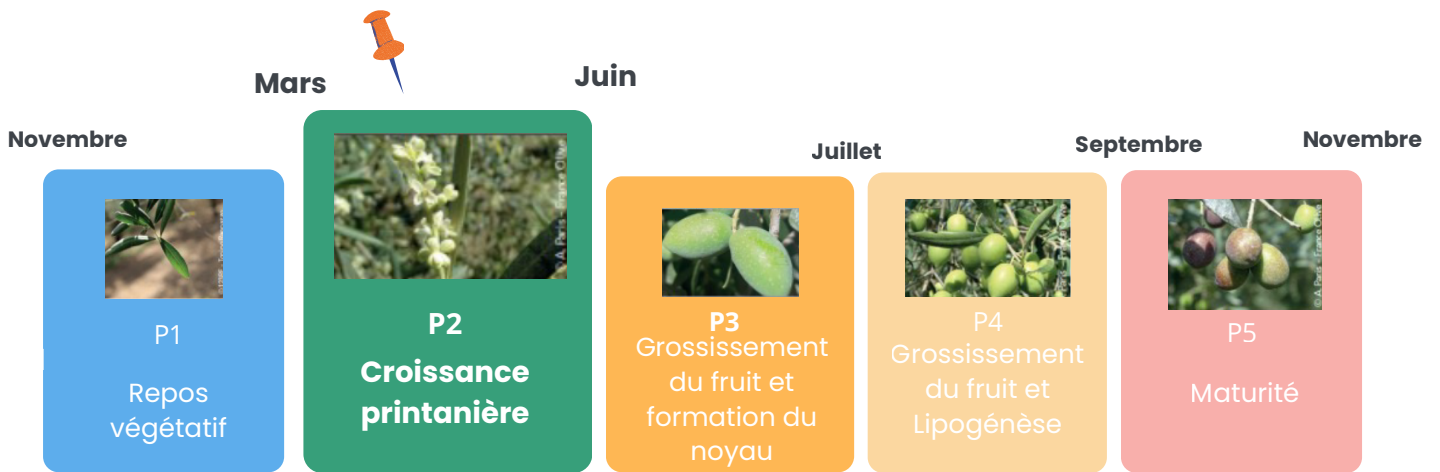 Novembre
Mars
Juin
Juillet
Septembre
Novembre
P1
Repos
végétatif
P2
Croissance
printanière
P3
Grossissement
du fruit et
formation du
noyau
P4
Grossissement
du fruit et
Lipogénèse
P5
Maturité